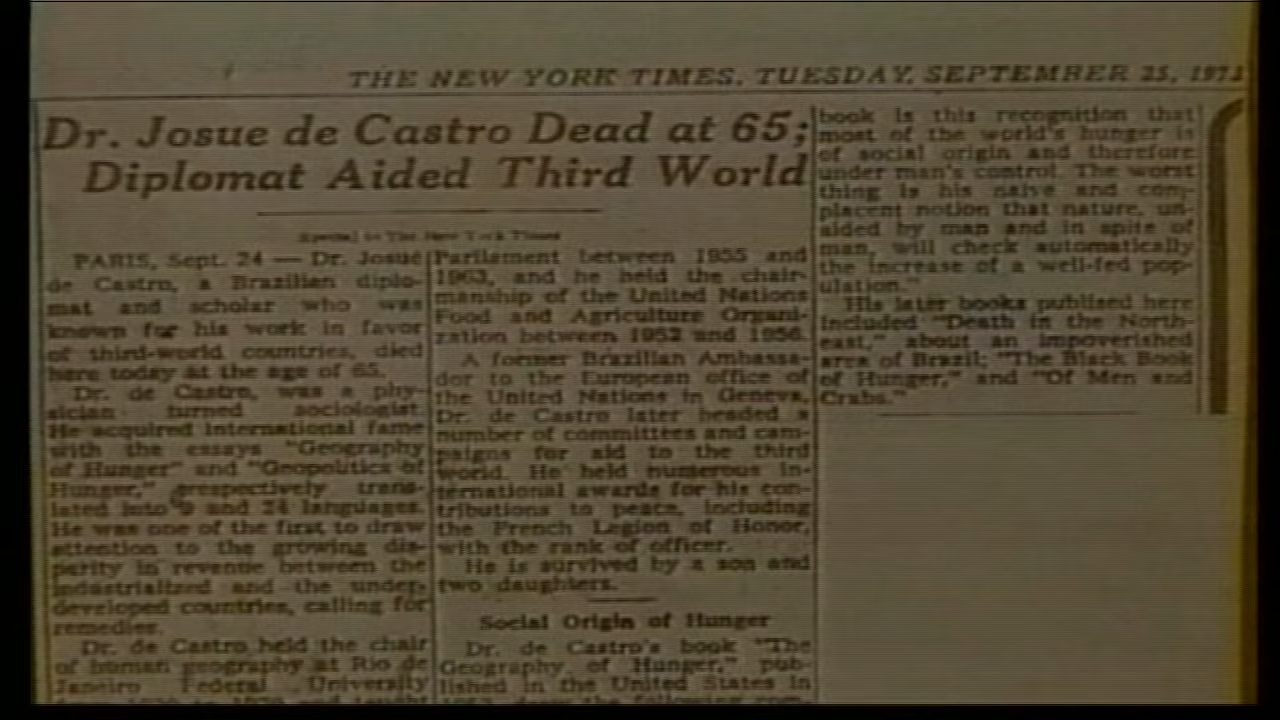 THE NEW YORK TIMES, TUESDAY, SEPTEMBER 25, 1973
Dr. Josue de Castro Dead at 65;
Diplomat Aided Third World
Special to The New York Times
PARIS, Sept. 24 — Dr. Josué
de Castro, a Brazilian diplo-
mat and scholar who was
known for his work in favor
of third-world countries, died
here today at the age of 65.
Dr. de Castro, was a phy-
sician turned sociologist.
He acquired international fame
with the essays "Geography
of Hunger" and "Geopolitics of
Hunger," respectively trans-
lated into 9 and 24 languages.
He was one of the first to draw
attention to the growing dis-
parity in revenue between the
industrialized and the under-
developed countries, calling for
remedies.
Dr. de Castro held the chair
of human geography at Rio de
Janeiro Federal University
Parliament between 1955 and
1963, and he held the chair-
manship of the United Nations
Food and Agriculture Organi-
zation between 1952 and 1956.
A former Brazilian Ambassa-
dor to the European office of
the United Nations in Geneva,
Dr. de Castro later headed a
number of committees and cam-
paigns for aid to the third
world. He held numerous in-
ternational awards for his con-
tributions to peace, including
the French Legion of Honor,
with the rank of officer.
He is survived by a son and
two daughters.
Social Origin of Hunger
Dr. de Castro's book "The
Geography of Hunger," pub-
lished in the United States in
book is this recognition that
most of the world's hunger is
of social origin and therefore
under man's control. The worst
thing is his naive and com-
placent notion that nature, un-
aided by man and in spite of
man, will check automatically
the increase of a well-fed pop-
ulation."
His later books publised here
included "Death in the North-
east," about an impoverished
area of Brazil; "The Black Book
of Hunger," and "Of Men and
Crabs."